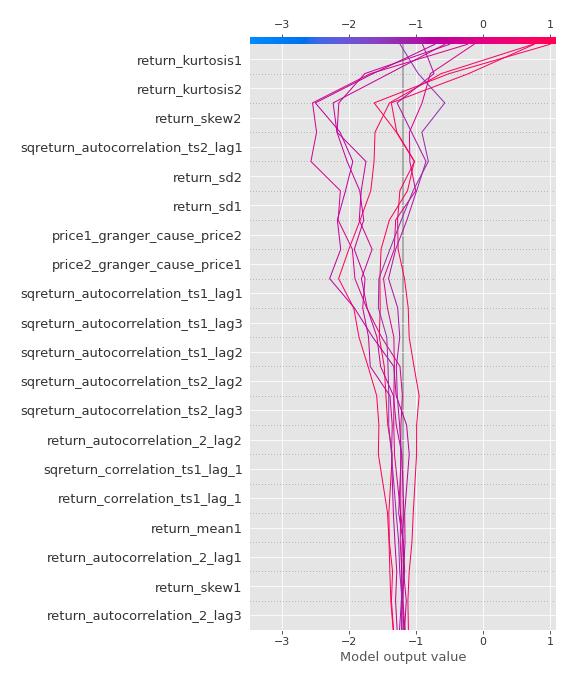 −3 −2 −1 0 1
return_kurtosis1
return_kurtosis2
return_skew2
sqreturn_autocorrelation_ts2_lag1
return_sd2
return_sd1
price1_granger_cause_price2
price2_granger_cause_price1
sqreturn_autocorrelation_ts1_lag1
sqreturn_autocorrelation_ts1_lag3
sqreturn_autocorrelation_ts1_lag2
sqreturn_autocorrelation_ts2_lag2
sqreturn_autocorrelation_ts2_lag3
return_autocorrelation_2_lag2
sqreturn_correlation_ts1_lag_1
return_correlation_ts1_lag_1
return_mean1
return_autocorrelation_2_lag1
return_skew1
return_autocorrelation_2_lag3
−3 −2 −1 0 1
Model output value